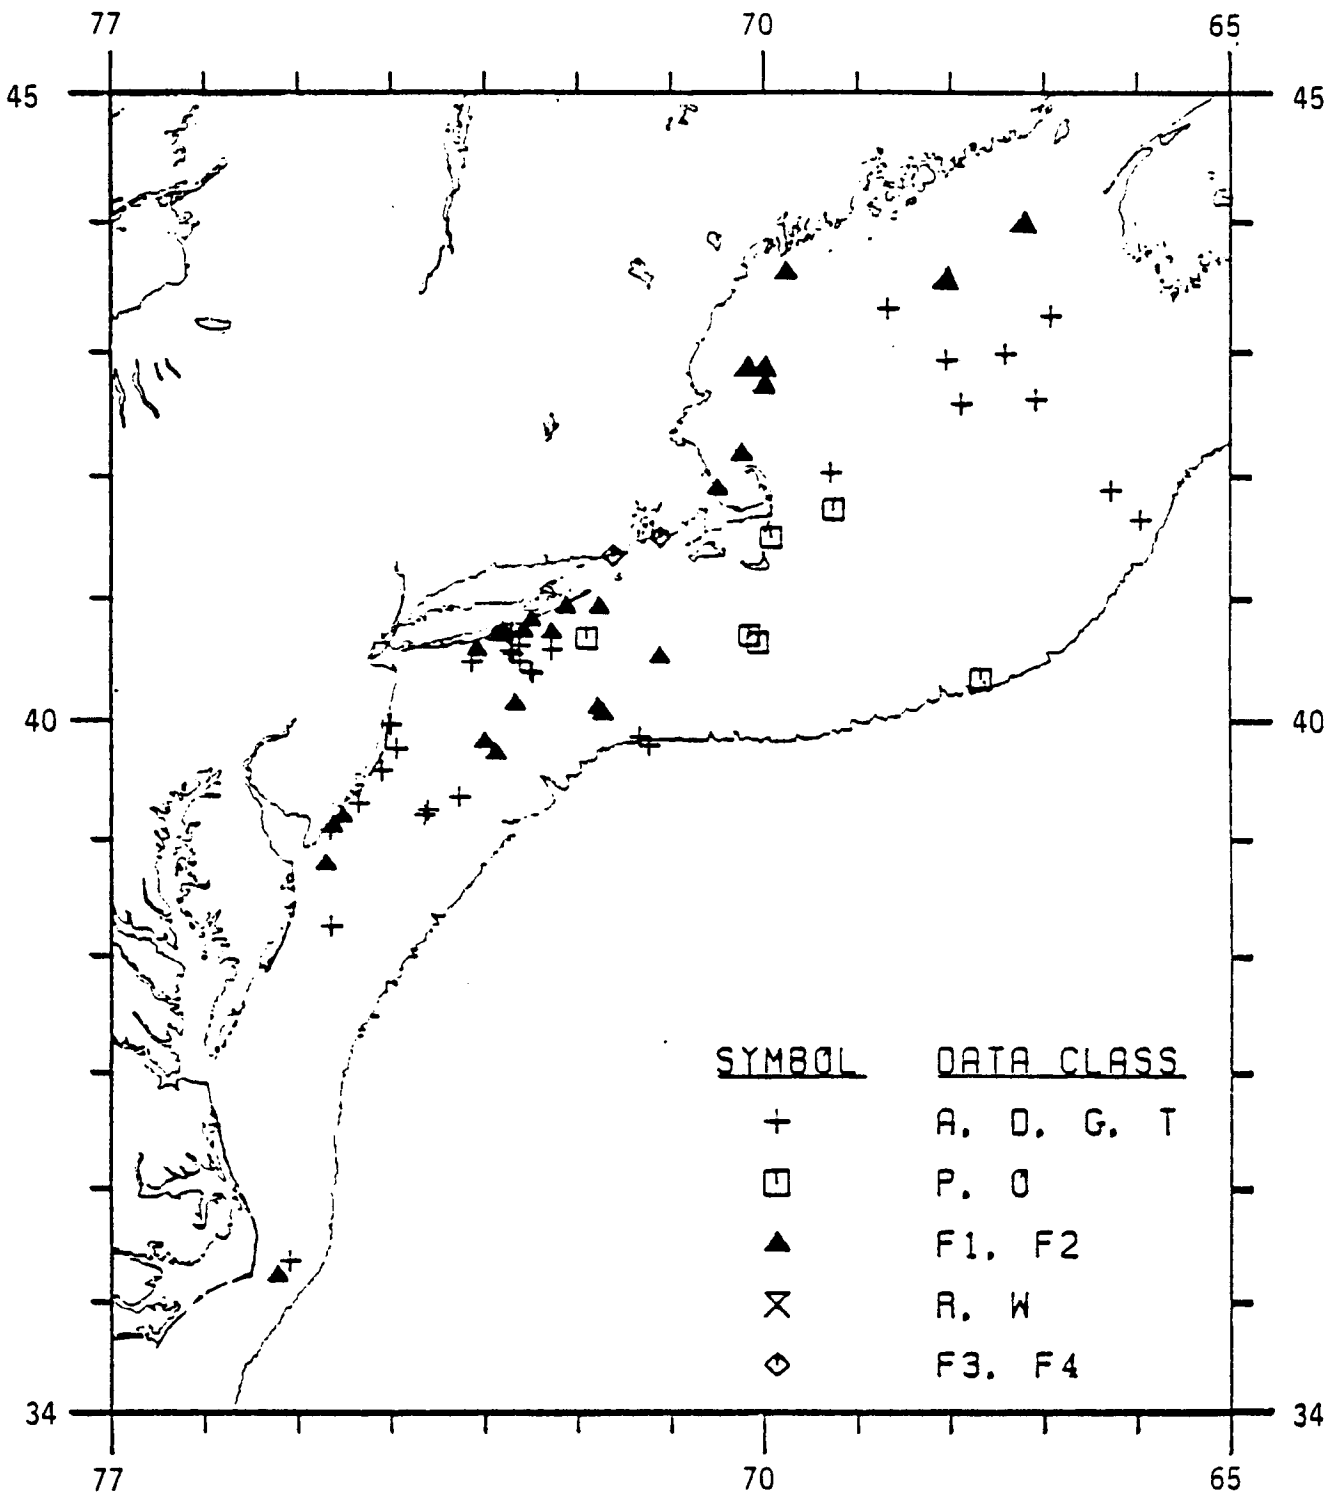 77 70 65
45 45
40 40
SYMBOL DATA CLASS
A. D. G. T
P. O
F1. F2
R. W
F3. F4
34 34
77 70 65